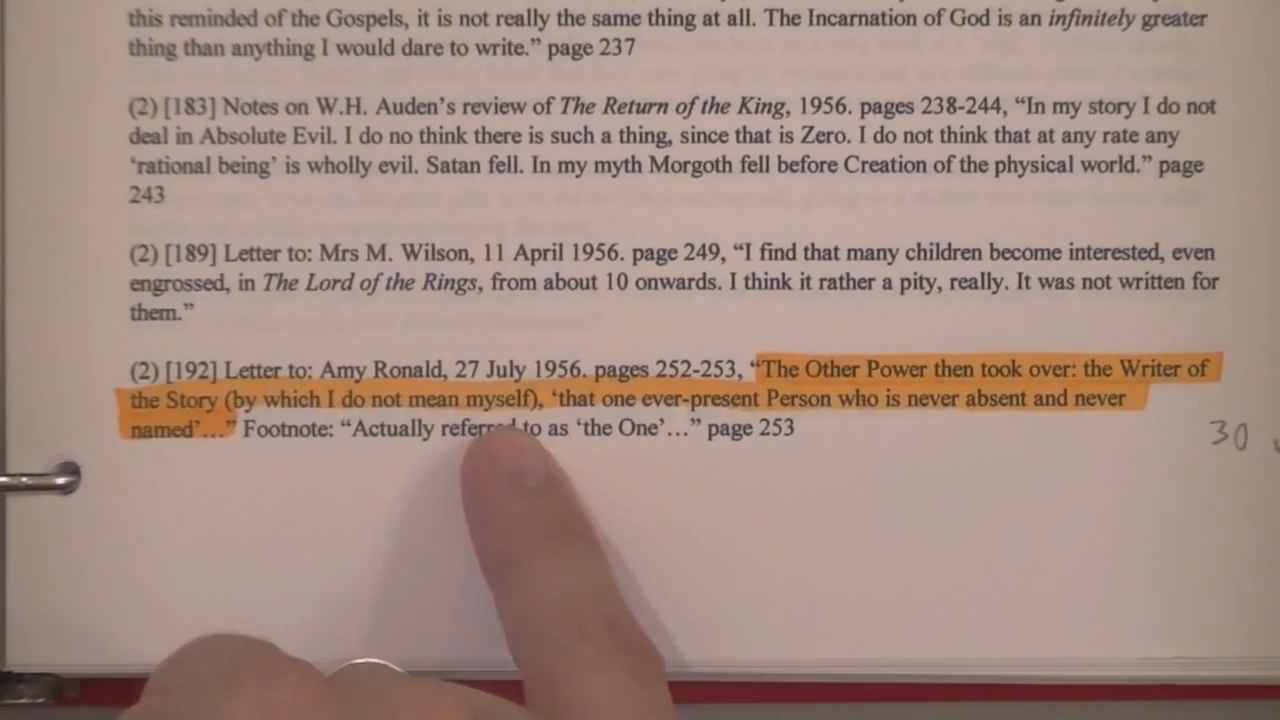 this reminded of the Gospels, it is not really the same thing at all. The Incarnation of God is an infinitely greater
thing than anything I would dare to write.” page 237
(2) [183] Notes on W.H. Auden’s review of The Return of the King, 1956. pages 238-244, “In my story I do not
deal in Absolute Evil. I do no think there is such a thing, since that is Zero. I do not think that at any rate any
‘rational being’ is wholly evil. Satan fell. In my myth Morgoth fell before Creation of the physical world.” page
243
(2) [189] Letter to: Mrs M. Wilson, 11 April 1956. page 249, “I find that many children become interested, even
engrossed, in The Lord of the Rings, from about 10 onwards. I think it rather a pity, really. It was not written for
them.”
(2) [192] Letter to: Amy Ronald, 27 July 1956. pages 252-253, “The Other Power then took over: the Writer of
the Story (by which I do not mean myself), ‘that one ever-present Person who is never absent and never
named’...” Footnote: “Actually referred to as ‘the One’...” page 253
30